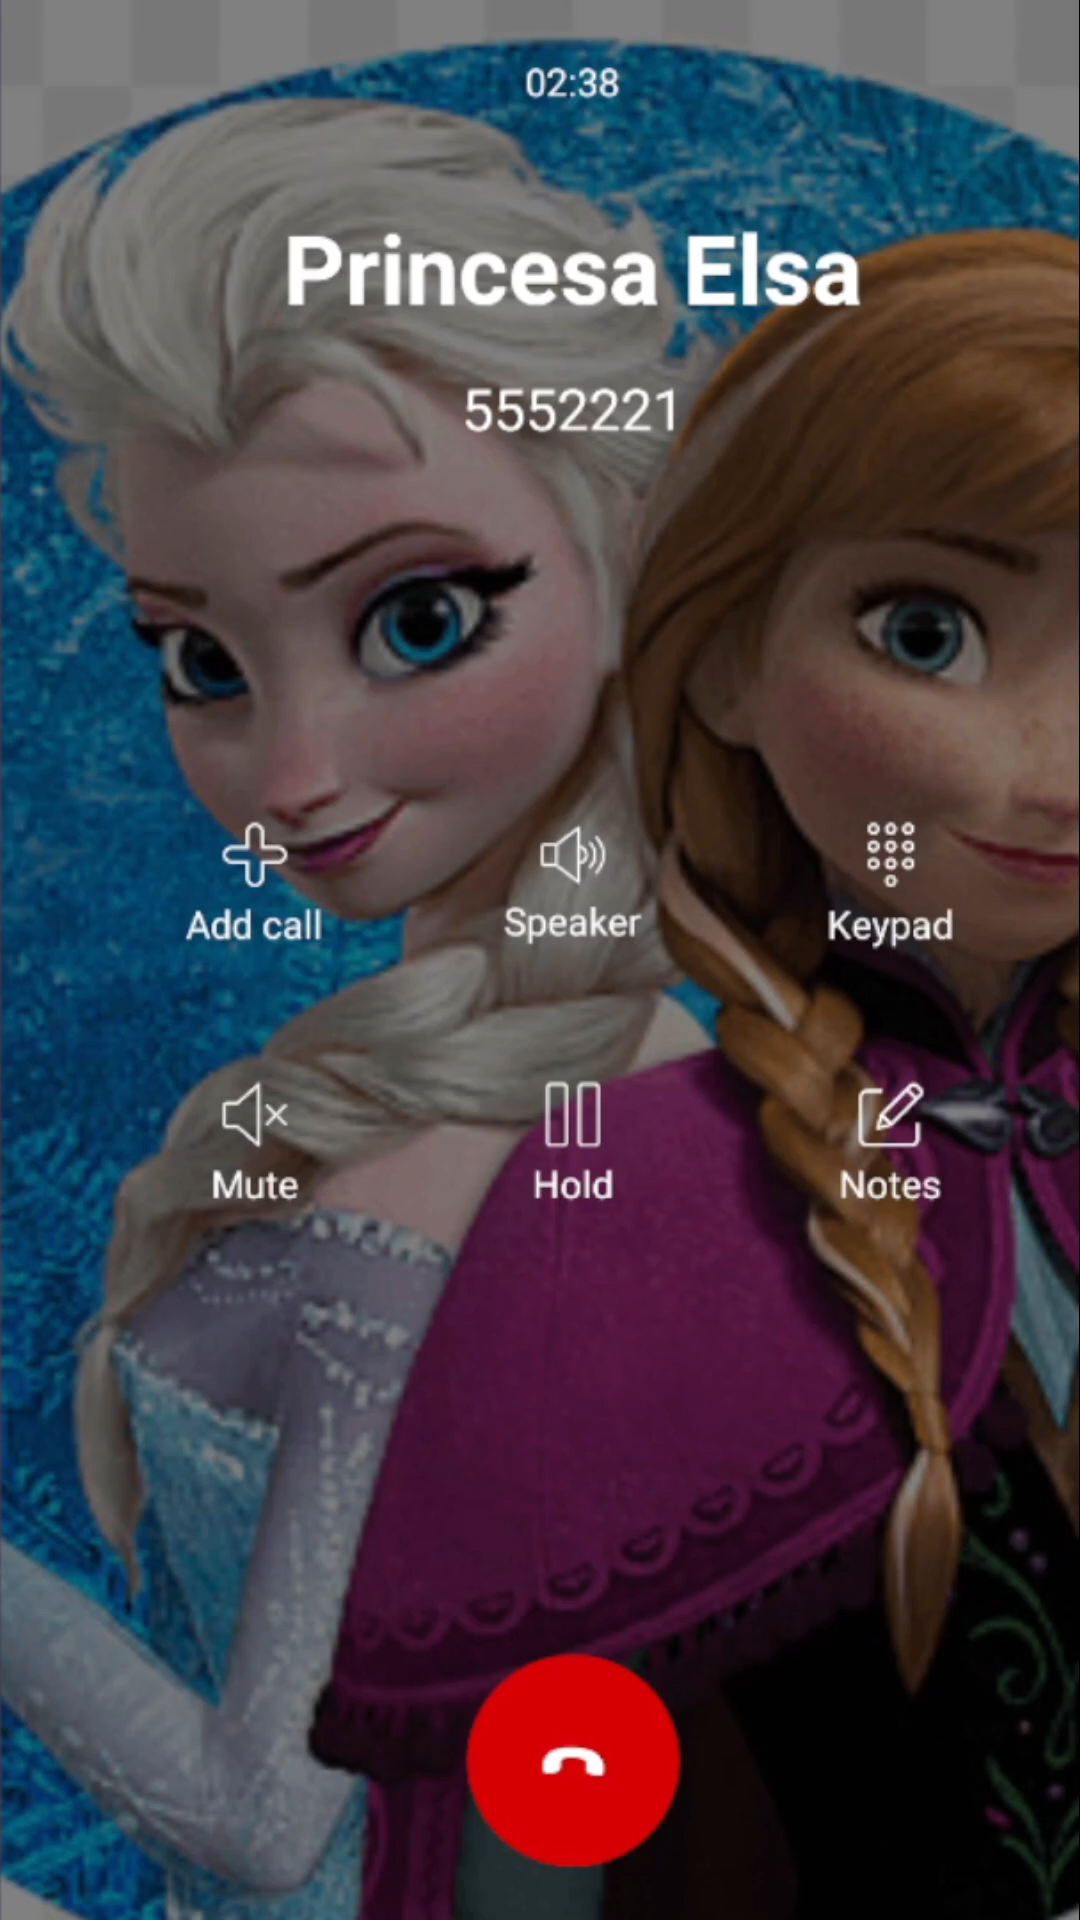 02:38
Princesa Elsa
5552221
Add call
Speaker
Keypad
Mute
Hold
Notes